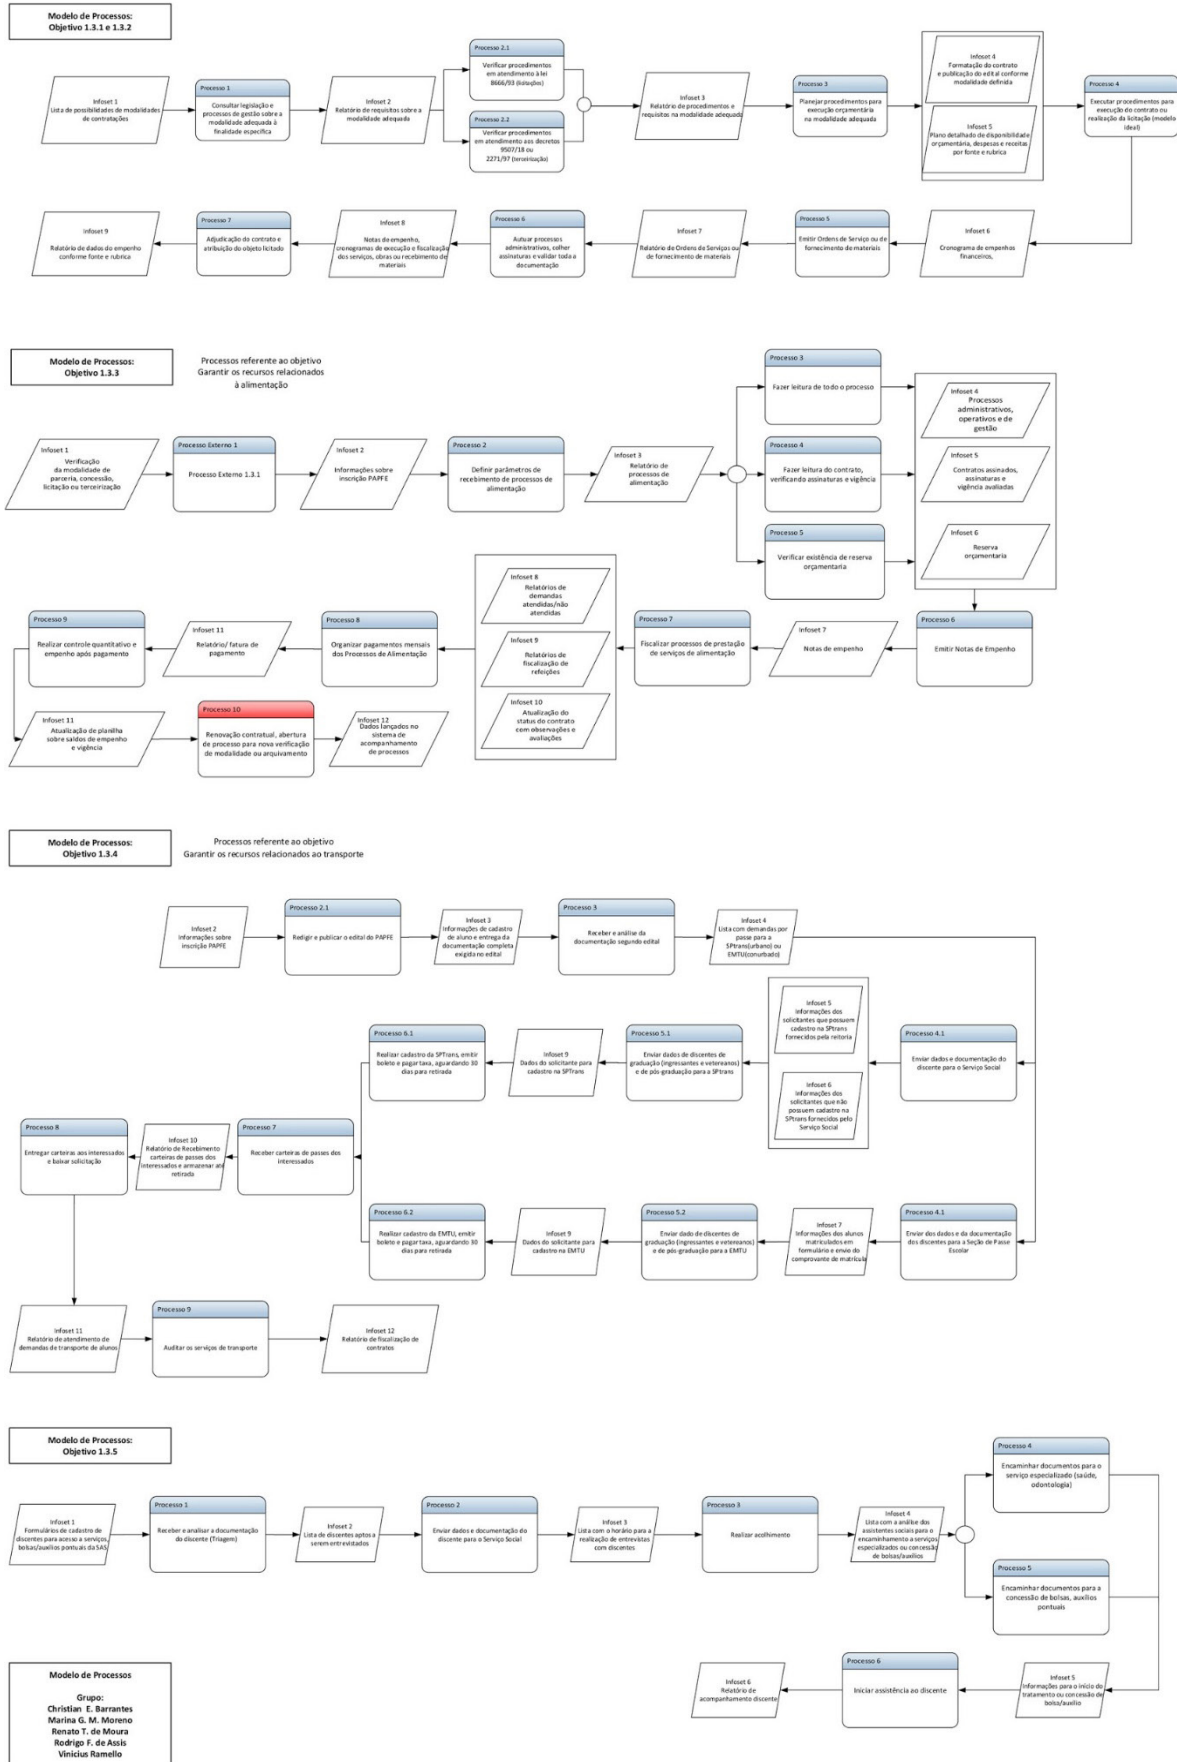 Modelo de Processos:
Objetivo 1.3.1 e 1.3.2
Infoset 1
Lista de possibilidades de modalidades
de contratações
Processo 1
Consultar legislação e
processos de gestão sobre a
modalidade adequada à
finalidade específica
Infoset 2
Relatório de requisitos sobre a
modalidade adequada
Processo 2.1
Verificar procedimentos
em atendimento à lei
8666/93 (licitações)
Processo 2.2
Verificar procedimentos
em atendimento aos decretos
9507/18 ou
2271/97 (terceirização)
Infoset 3
Relatório de procedimentos e
requisitos na modalidade adequada
Processo 3
Planejar procedimentos para
execução orçamentária
na modalidade adequada
Infoset 4
Formatação do contrato
e publicação do edital conforme
modalidade definida
Infoset 5
Plano detalhado de disponibilidade
orçamentária, despesas e receitas
por fonte e rubrica
Processo 4
Executar procedimentos para
execução do contrato ou
realização da licitação (modelo
ideal)
Infoset 9
Relatório de dados do empenho
conforme fonte e rubrica
Processo 7
Adjudicação do contrato e
atribuição do objeto licitado
Infoset 8
Notas de empenho,
cronogramas de execução e fiscalização
dos serviços, obras ou recebimento de
materiais
Processo 6
Autuar processos
administrativos, colher
assinaturas e validar toda a
documentação
Infoset 7
Relatório de Ordens de Serviços ou
de fornecimento de materiais
Processo 5
Emitir Ordens de Serviço ou de
fornecimento de materiais
Infoset 6
Cronograma de empenhos
financeiros,
Modelo de Processos:
Objetivo 1.3.3
Processos referente ao objetivo
Garantir os recursos relacionados
à alimentação
Infoset 1
Verificação
da modalidade de
parceria, concessão,
licitação ou terceirização
Processo Externo 1
Processo Externo 1.3.1
Infoset 2
Informações sobre
inscrição PAPFE
Processo 2
Definir parâmetros de
recebimento de processos de
alimentação
Infoset 3
Relatório de
processos de
alimentação
Processo 3
Fazer leitura de todo o processo
Processo 4
Fazer leitura do contrato,
verificando assinaturas e vigência
Processo 5
Verificar existência de reserva
orçamentaria
Infoset 4
Processos
administrativos,
operativos e de
gestão
Infoset 5
Contratos assinados,
assinaturas e
vigência avaliadas
Infoset 6
Reserva
orçamentaria
Processo 9
Realizar controle quantitativo e
empenho após pagamento
Infoset 11
Relatório/ fatura de
pagamento
Processo 8
Organizar pagamentos mensais
dos Processos de Alimentação
Infoset 8
Relatórios de
demandas
atendidas/não
atendidas
Infoset 9
Relatórios de
fiscalização de
refeições
Infoset 10
Atualização do
status do contrato
com observações e
avaliações
Processo 7
Fiscalizar processos de prestação
de serviços de alimentação
Infoset 7
Notas de empenho
Processo 6
Emitir Notas de Empenho
Infoset 11
Atualização de planilha
sobre saldos de empenho
e vigência
Processo 10
Renovação contratual, abertura
de processo para nova verificação
de modalidade ou arquivamento
Infoset 12
Dados lançados no
sistema de
acompanhamento
de processos
Modelo de Processos:
Objetivo 1.3.4
Processos referente ao objetivo
Garantir os recursos relacionados ao transporte
Infoset 2
Informações sobre
inscrição PAPFE
Processo 2.1
Redigir e publicar o edital do PAPFE
Infoset 3
Informações de cadastro
de aluno e entrega da
documentação completa
exigida no edital
Processo 3
Receber e análise da
documentação segundo edital
Infoset 4
Lista com demandas por
passe para a
SPtrans(urbano) ou
EMTU(conurbado)
Processo 6.1
Realizar cadastro da SPTrans, emitir
boleto e pagar taxa, aguardando 30
dias para retirada
Infoset 9
Dados do solicitante para
cadastro na SPTrans
Processo 5.1
Enviar dados de discentes de
graduação (ingressantes e vetereanos)
e de pós-graduação para a SPtrans
Infoset 5
Informações dos
solicitantes que possuem
cadastro na SPtrans
fornecidos pela reitoria
Infoset 6
Informações dos
solicitantes que não
possuem cadastro na
SPtrans fornecidos pelo
Serviço Social
Processo 4.1
Enviar dados e documentação do
discente para o Serviço Social
Processo 8
Entregar carteiras aos interessados
e baixar solicitação
Infoset 10
Relatório de Recebimento
carteiras de passes dos
interessados e armazenar até
retirada
Processo 7
Receber carteiras de passes dos
interessados
Processo 6.2
Realizar cadastro da EMTU, emitir
boleto e pagar taxa, aguardando 30
dias para retirada
Infoset 9
Dados do solicitante para
cadastro na EMTU
Processo 5.2
Enviar dado de discentes de
graduação (ingressantes e vetereanos)
e de pós-graduação para a EMTU
Infoset 7
Informações dos alunos
matriculados em
formulário e envio do
comprovante de matrícula
Processo 4.1
Enviar dos dados e da documentação
dos discentes para a Seção de Passe
Escolar
Infoset 11
Relatório de atendimento de
demandas de transporte de alunos
Processo 9
Auditar os serviços de transporte
Infoset 12
Relatório de fiscalização de
contratos
Modelo de Processos:
Objetivo 1.3.5
Infoset 1
Formulários de cadastro de
discentes para acesso a serviços,
bolsas/auxílios pontuais da SAS
Processo 1
Receber e analisar a documentação
do discente (Triagem)
Infoset 2
Lista de discentes aptos a
serem entrevistados
Processo 2
Enviar dados e documentação do
discente para o Serviço Social
Infoset 3
Lista com o horário para a
realização de entrevistas
com discentes
Processo 3
Realizar acolhimento
Infoset 4
Lista com a análise dos
assistentes sociais para o
encaminhamento a serviços
especializados ou concessão
de bolsas/auxílios
Processo 4
Encaminhar documentos para o
serviço especializado (saúde,
odontologia)
Processo 5
Encaminhar documentos para a
concessão de bolsas, auxílios
pontuais
Infoset 6
Relatório de
acompanhamento discente
Processo 6
Iniciar assistência ao discente
Infoset 5
Informações para o início do
tratamento ou concessão de
bolsa/auxílio
Modelo de Processos
Grupo:
Christian E. Barrantes
Marina G. M. Moreno
Renato T. de Moura
Rodrigo F. de Assis
Vinicius Ramello